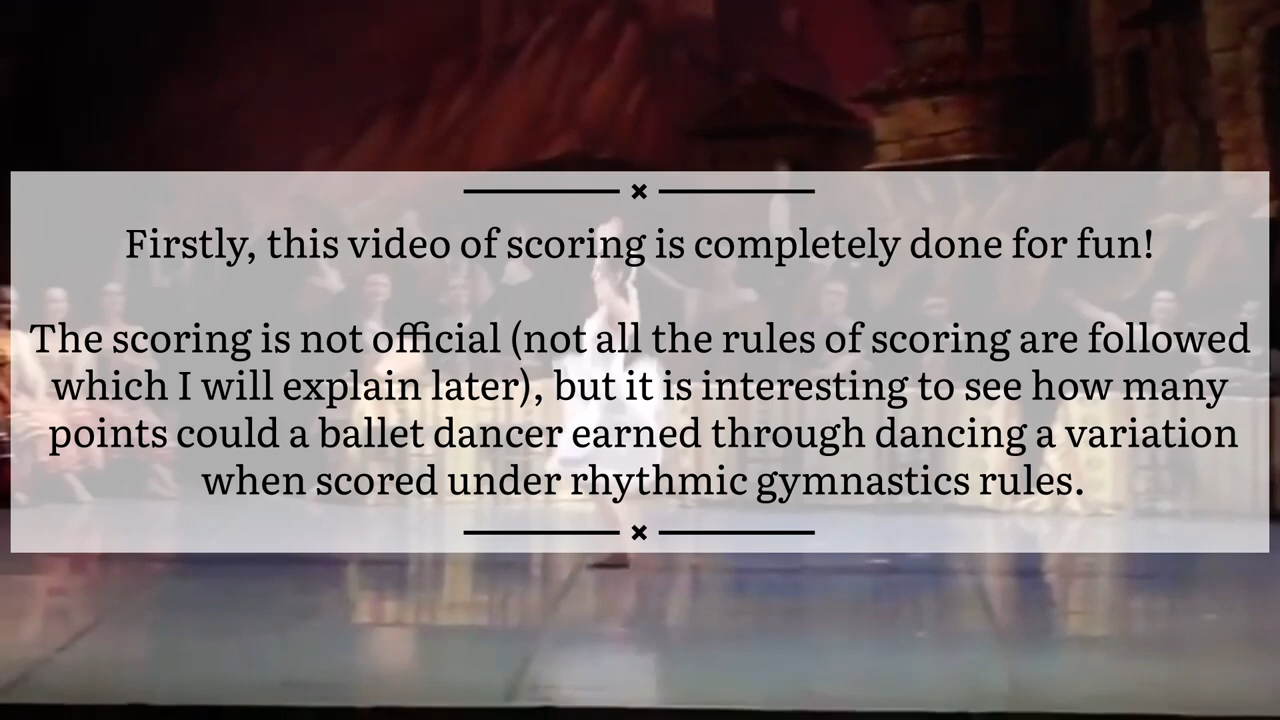 Firstly, this video of scoring is completely done for fun!
The scoring is not official (not all the rules of scoring are followed
which I will explain later), but it is interesting to see how many
points could a ballet dancer earned through dancing a variation
when scored under rhythmic gymnastics rules.